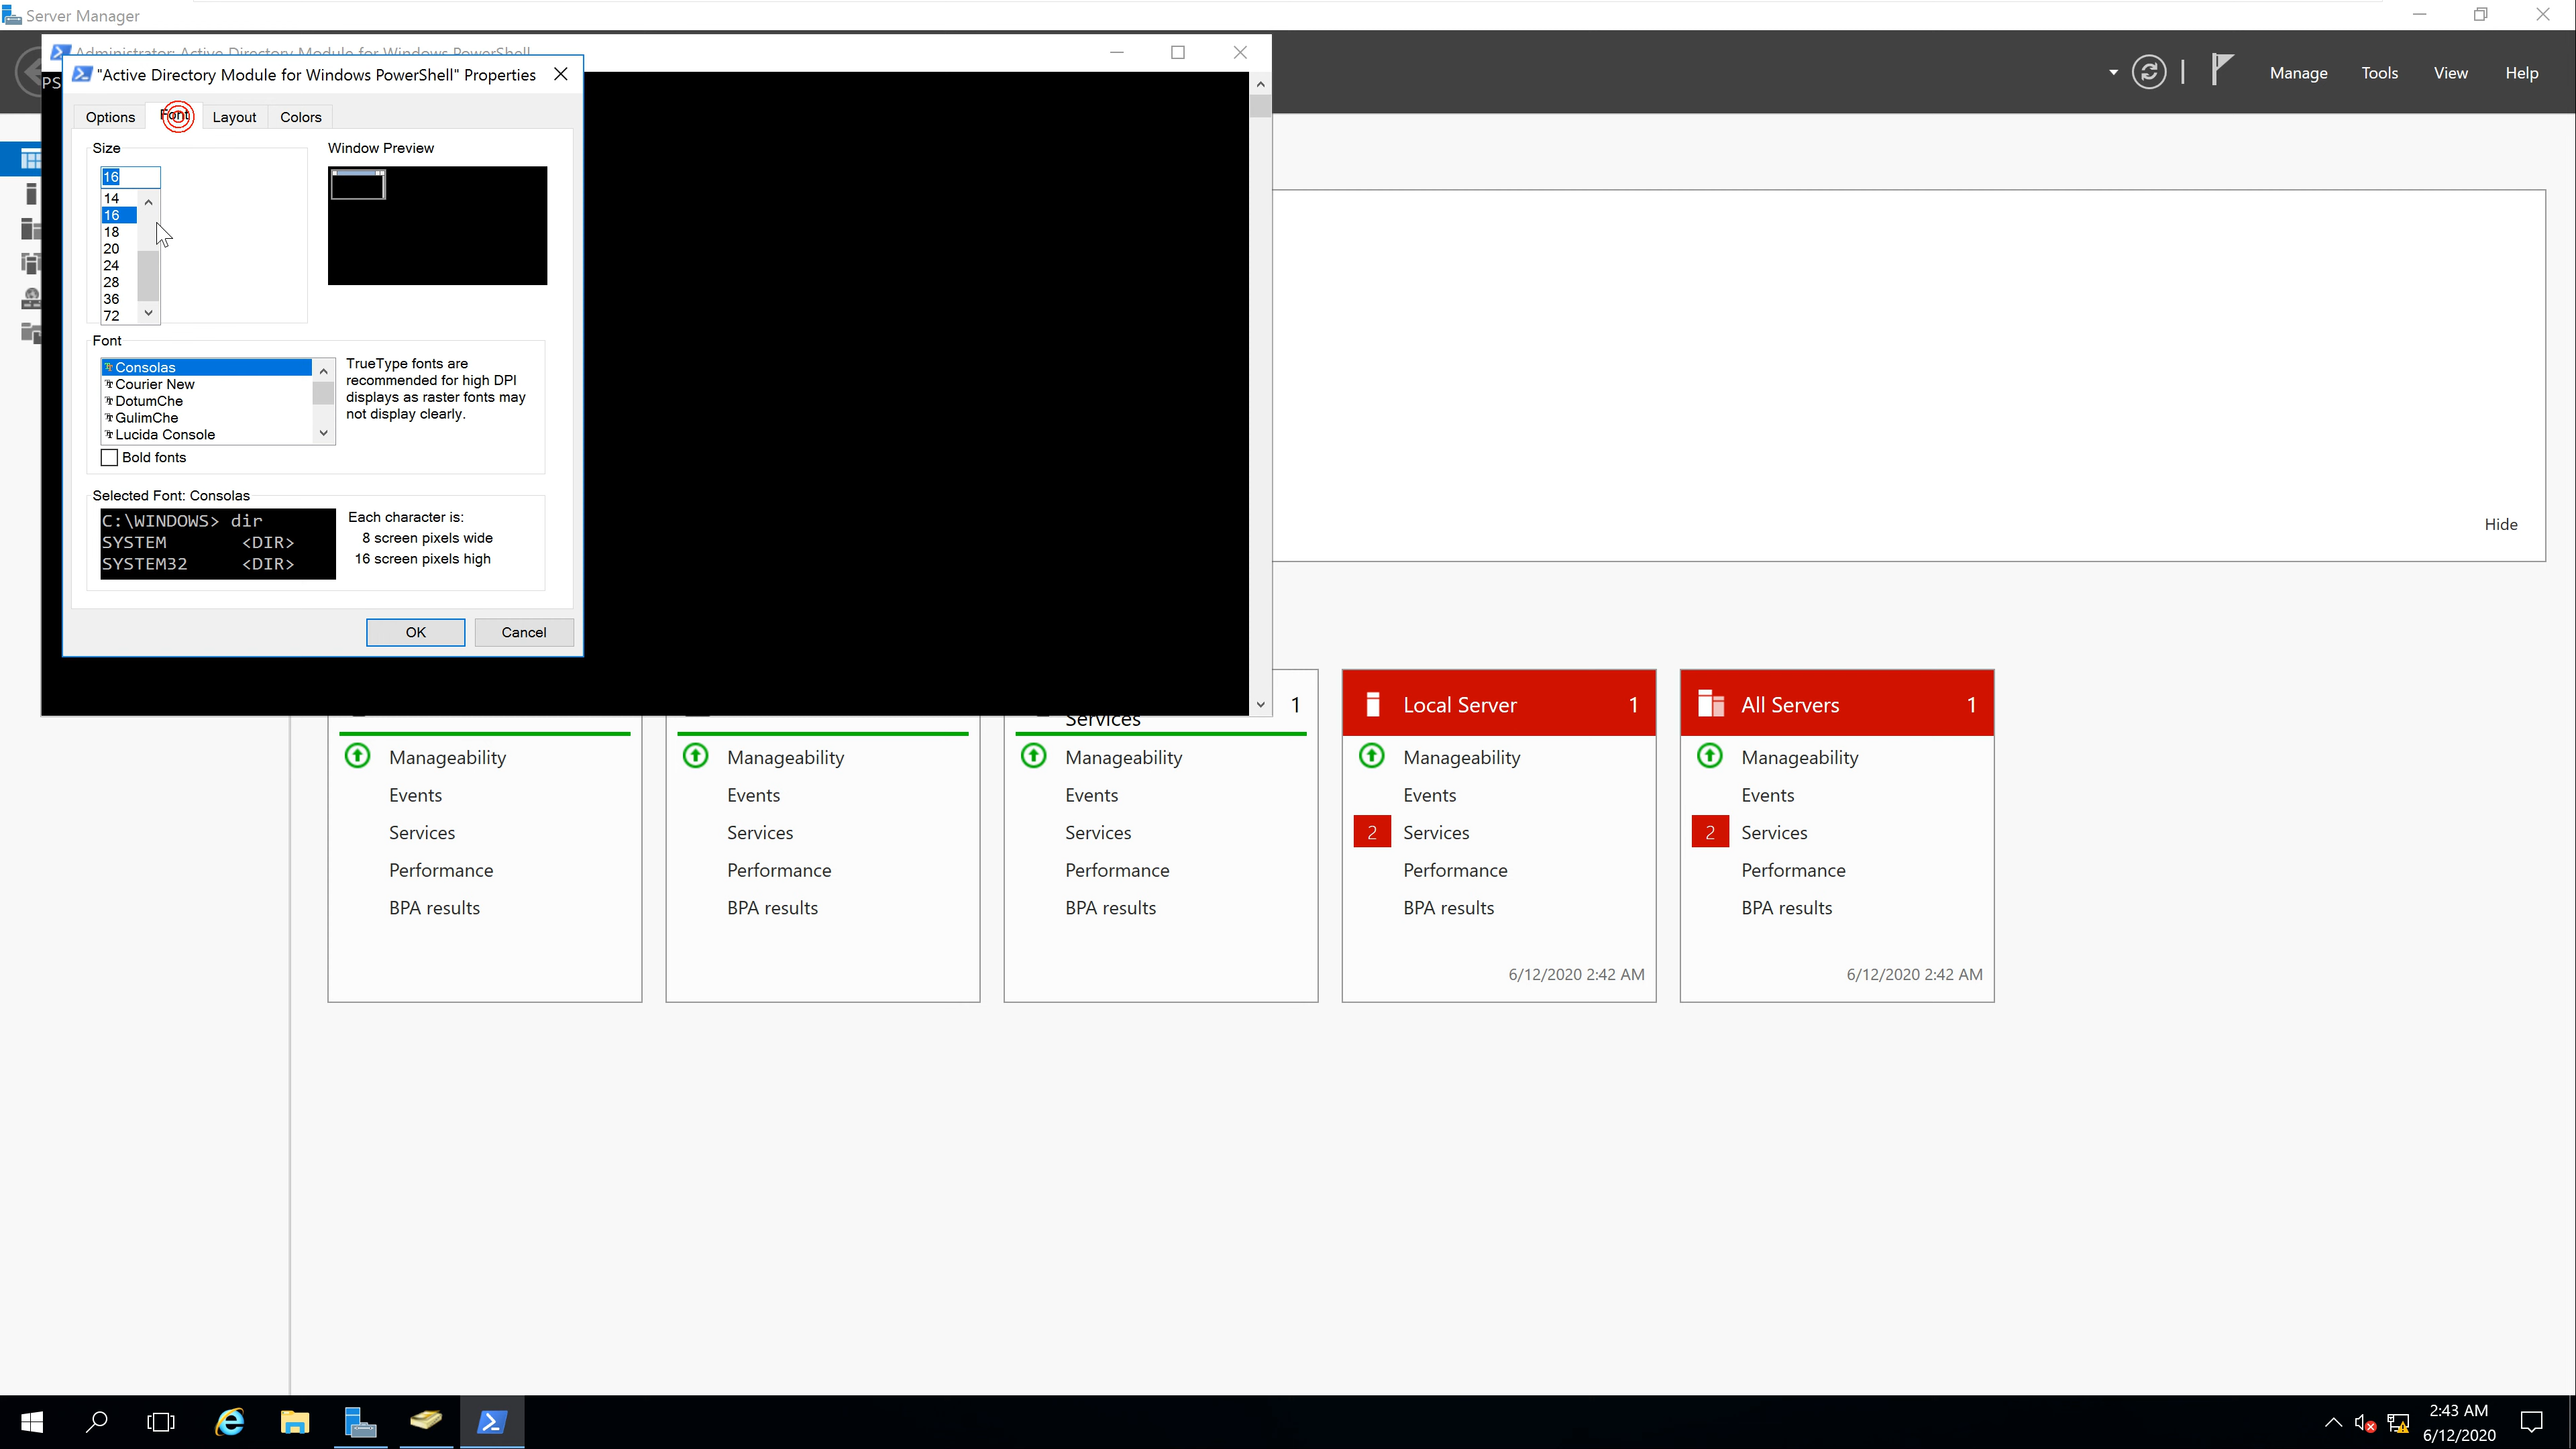 Server Manager
Manage
Tools
View
Help
Administrator: Active Directory Module for Windows PowerShell
PS
"Active Directory Module for Windows PowerShell" Properties
Options
Font
Layout
Colors
Size
Window Preview
16
14
16
18
20
24
28
36
72
Font
Consolas
Courier New
DotumChe
GulimChe
Lucida Console
TrueType fonts are
recommended for high DPI
displays as raster fonts may
not display clearly.
Bold fonts
Selected Font: Consolas
C:\WINDOWS> dir
SYSTEM <DIR>
SYSTEM32 <DIR>
Each character is:
8 screen pixels wide
16 screen pixels high
OK
Cancel
Hide
Services
1
Local Server 1
All Servers 1
Manageability
Events
Services
Performance
BPA results
Manageability
Events
Services
Performance
BPA results
Manageability
Events
Services
Performance
BPA results
Manageability
Events
2 Services
Performance
BPA results
6/12/2020 2:42 AM
Manageability
Events
2 Services
Performance
BPA results
6/12/2020 2:42 AM
2:43 AM
6/12/2020